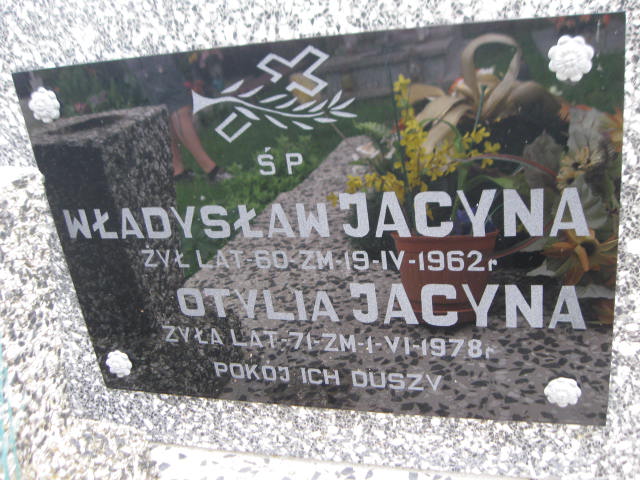 Ś P
WŁADYSŁAW JACYNA
ŻYŁ LAT-60-ZM-19-IV-1962r
OTYLIA JACYNA
ŻYŁA LAT-71-ZM-1-VI-1978r
POKÓJ ICH DUSZY